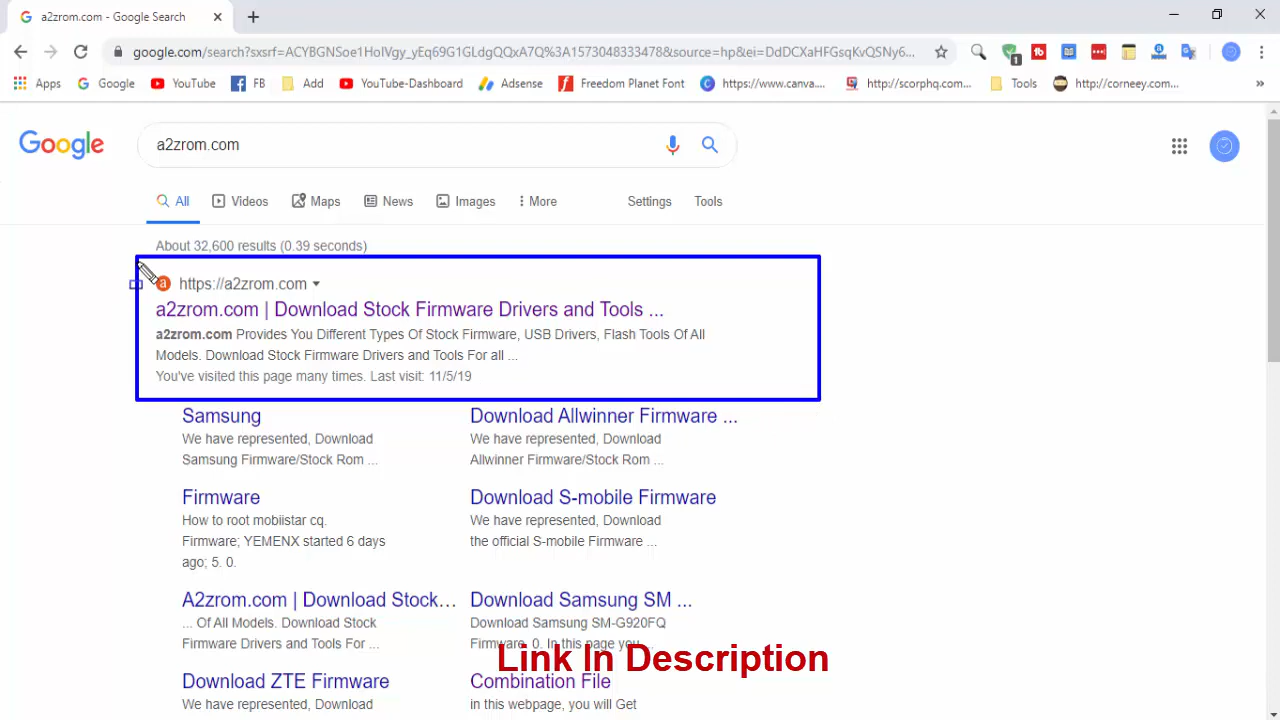 a2zrom.com - Google Search
google.com/search?sxsrf=ACYBGNSoe1HoIVgy_yEq69G1GLdgQQxA7Q%3A1573048333478&source=hp&ei=DdDCXaHFGsqKvQSNy6...
1
Apps Google YouTube FB Add YouTube-Dashboard Adsense Freedom Planet Font https://www.canva.... http://scorphq.com... Tools http://corneey.com... »
Google
a2zrom.com
All Videos Maps News Images More Settings Tools
About 32,600 results (0.39 seconds)
a https://a2zrom.com
a2zrom.com | Download Stock Firmware Drivers and Tools ...
a2zrom.com Provides You Different Types Of Stock Firmware, USB Drivers, Flash Tools Of All
Models. Download Stock Firmware Drivers and Tools For all ...
You've visited this page many times. Last visit: 11/5/19
Samsung
We have represented, Download
Samsung Firmware/Stock Rom ...
Download Allwinner Firmware ...
We have represented, Download
Allwinner Firmware/Stock Rom ...
Firmware
How to root mobiistar cq.
Firmware; YEMENX started 6 days
ago; 5. 0.
Download S-mobile Firmware
We have represented, Download
the official S-mobile Firmware ...
A2zrom.com | Download Stock...
... Of All Models. Download Stock
Firmware Drivers and Tools For ...
Download Samsung SM ...
Download Samsung SM-G920FQ
Firmware. 0. In this page you
Link In Description
Download ZTE Firmware
We have represented, Download
Combination File
in this webpage, you will Get